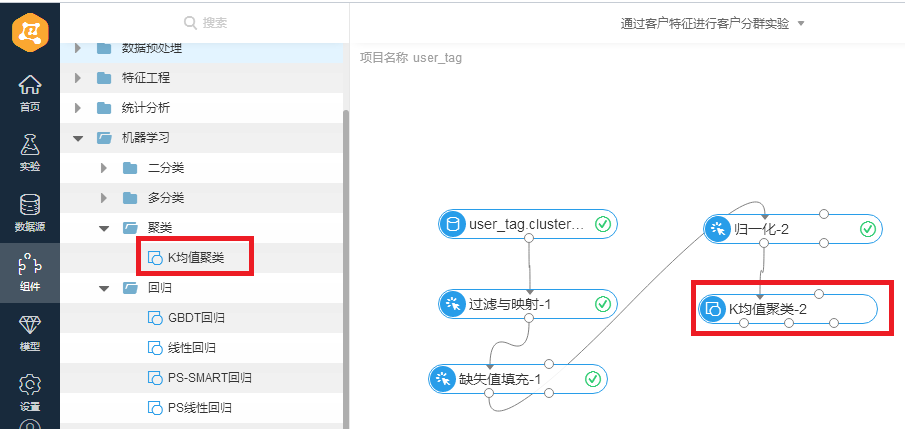 首页
实验
数据源
组件
模型
设置
搜索
数据预处理
特征工程
统计分析
机器学习
二分类
多分类
聚类
K均值聚类
回归
GBDT回归
线性回归
PS-SMART回归
PS线性回归
通过客户特征进行客户分群实验
项目名称 user_tag
user_tag.cluster...
过滤与映射-1
缺失值填充-1
归一化-2
K均值聚类-2